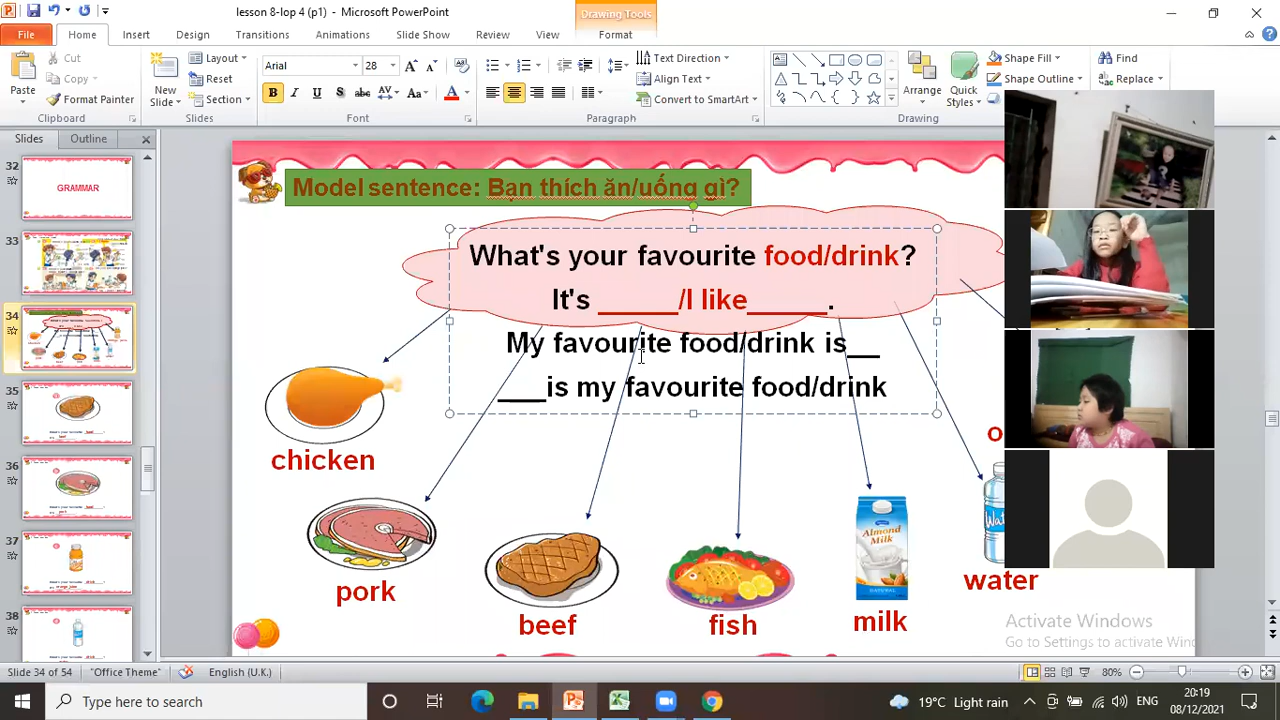 lesson 8-lop 4 (p1) - Microsoft PowerPoint
Drawing Tools
File Home Insert Design Transitions Animations Slide Show Review View Format
Cut
Copy
Format Painter
Paste
Clipboard
New Slide
Layout
Reset
Section
Slides
Arial 28
Font
Text Direction
Align Text
Convert to SmartArt
Paragraph
Arrange
Quick Styles
Shape Fill
Shape Outline
Drawing
Find
Replace
Slides Outline
32
GRAMMAR
33
34
35
36
37
38
Model sentence: Bạn thích ăn/uống gì?
What's your favourite food/drink?
It's _____/I like_____.
My favourite food/drink is__
___is my favourite food/drink
chicken
pork
beef
fish
Almond Milk
milk
water
Activate Windows
Go to Settings to activate Win
Slide 34 of 54 "Office Theme" English (U.K.) 80%
Type here to search
19°C Light rain
ENG
20:19
08/12/2021